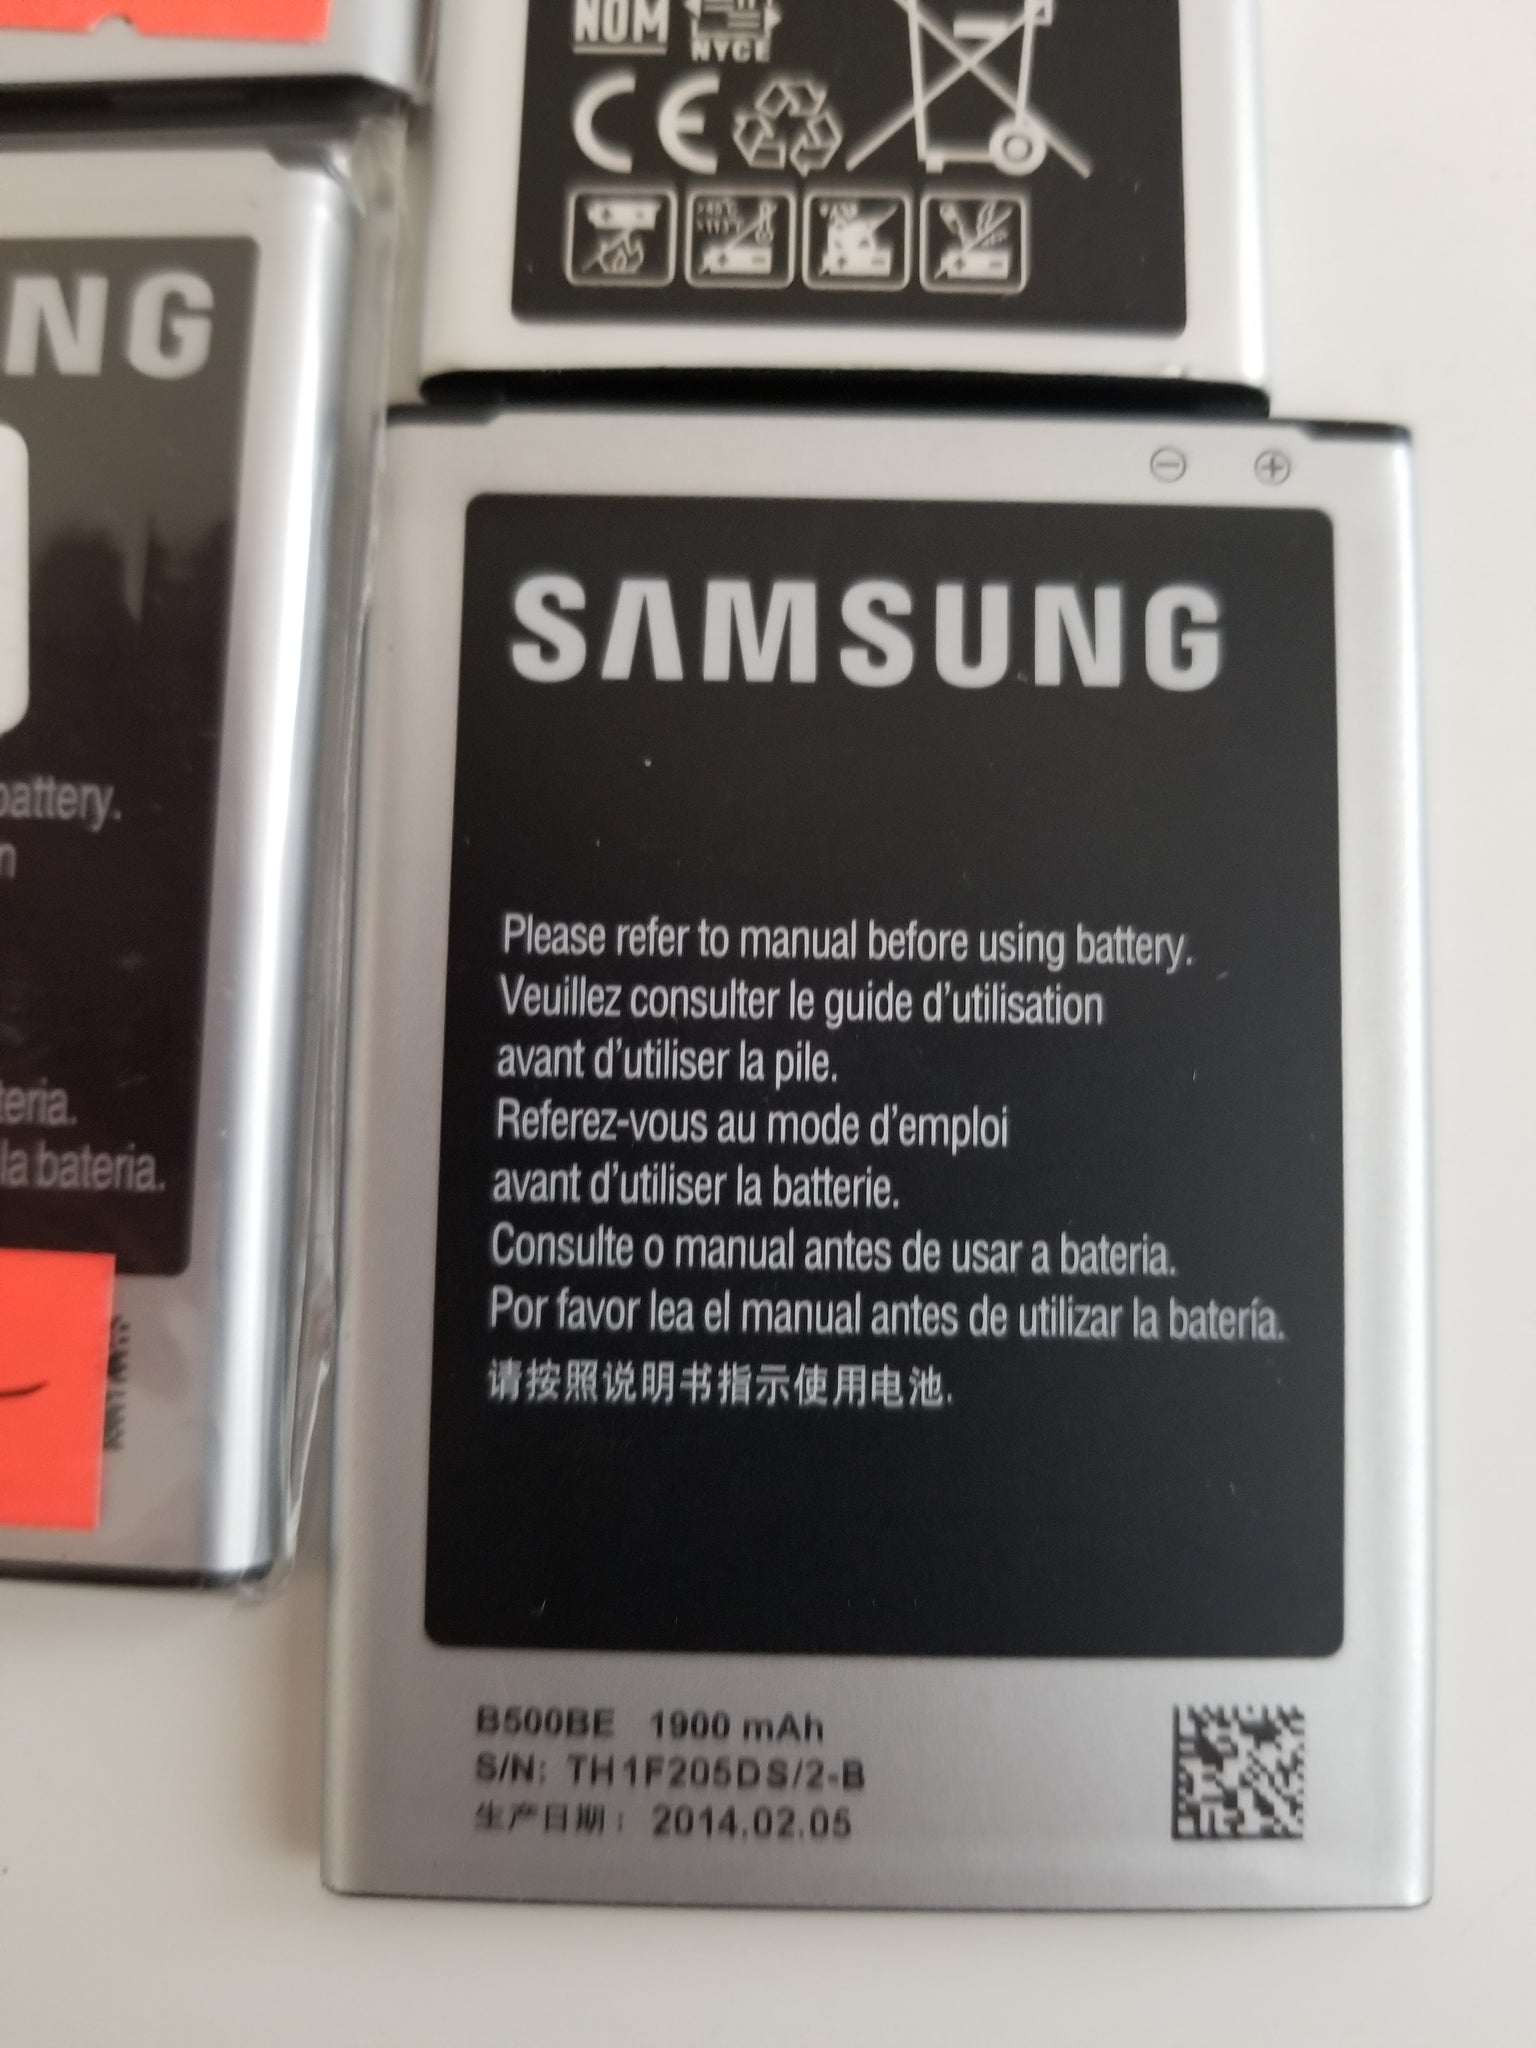 NOM
NYCE
CE
NG
battery.
n
teria.
la bateria.
SAMSUNG
Please refer to manual before using battery.
Veuillez consulter le guide d'utilisation
avant d'utiliser la pile.
Referez-vous au mode d'emploi
avant d'utiliser la batterie.
Consulte o manual antes de usar a bateria.
Por favor lea el manual antes de utilizar la batería.
请按照说明书指示使用电池.
B500BE 1900 mAh
S/N: TH1F205DS/2-B
生产日期: 2014.02.05